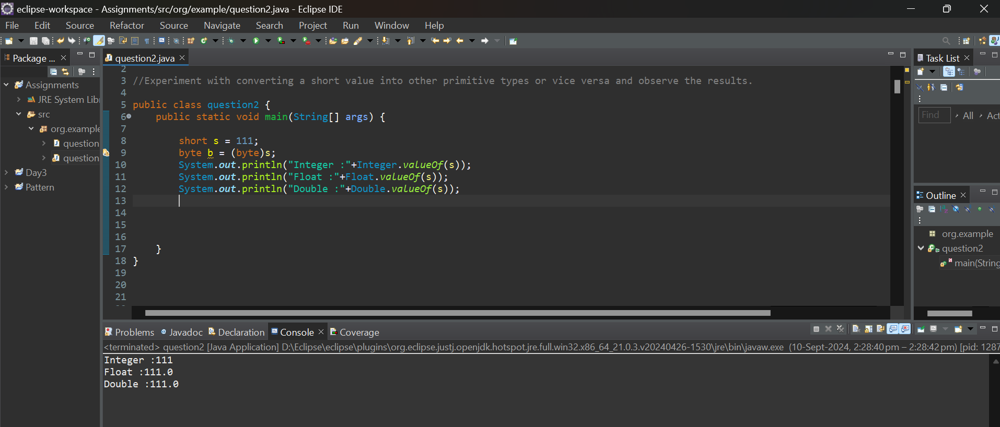 eclipse-workspace - Assignments/src/org/example/question2.java - Eclipse IDE
File Edit Source Refactor Source Navigate Search Project Run Window Help
Package ...
Assignments
JRE System Lib
src
org.example
question
question
Day3
Pattern
question2.java
2
3 //Experiment with converting a short value into other primitive types or vice versa and observe the results.
4
5 public class question2 {
6 public static void main(String[] args) {
7
8 short s = 111;
9 byte b = (byte)s;
10 System.out.println("Integer :"+Integer.valueOf(s));
11 System.out.println("Float :"+Float.valueOf(s));
12 System.out.println("Double :"+Double.valueOf(s));
13
14
15
16
17 }
18 }
19
20
21
Task List
Find All Act
Outline
org.example
question2
main(String
Problems Javadoc Declaration Console Coverage
<terminated> question2 [Java Application] D:\Eclipse\eclipse\plugins\org.eclipse.justj.openjdk.hotspot.jre.full.win32.x86_64_21.0.3.v20240426-1530\jre\bin\javaw.exe (10-Sept-2024, 2:28:40 pm – 2:28:42 pm) [pid: 1287
Integer :111
Float :111.0
Double :111.0